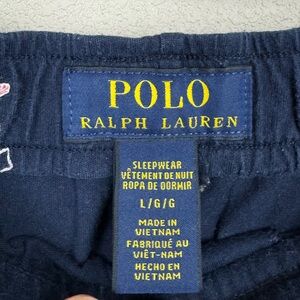 POLO
RALPH LAUREN
SLEEPWEAR
VÊTEMENT DE NUIT
ROPA DE DORMIR
L/G/G
MADE IN
VIETNAM
FABRIQUÉ AU
VIÊT-NAM
HECHO EN
VIETNAM